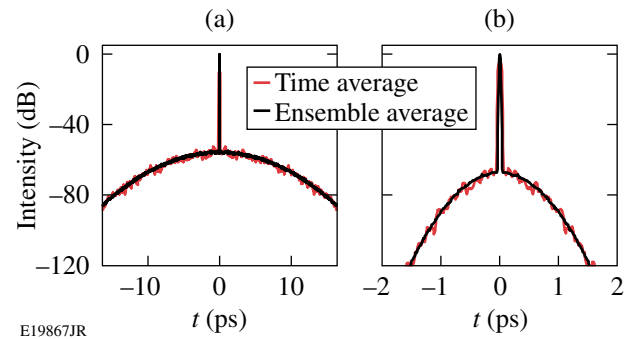 (a)
(b)
Intensity (dB)
0
−40
−80
−120
Time average
Ensemble average
−10
0
10
−2
−1
0
1
2
t (ps)
t (ps)
E19867JR